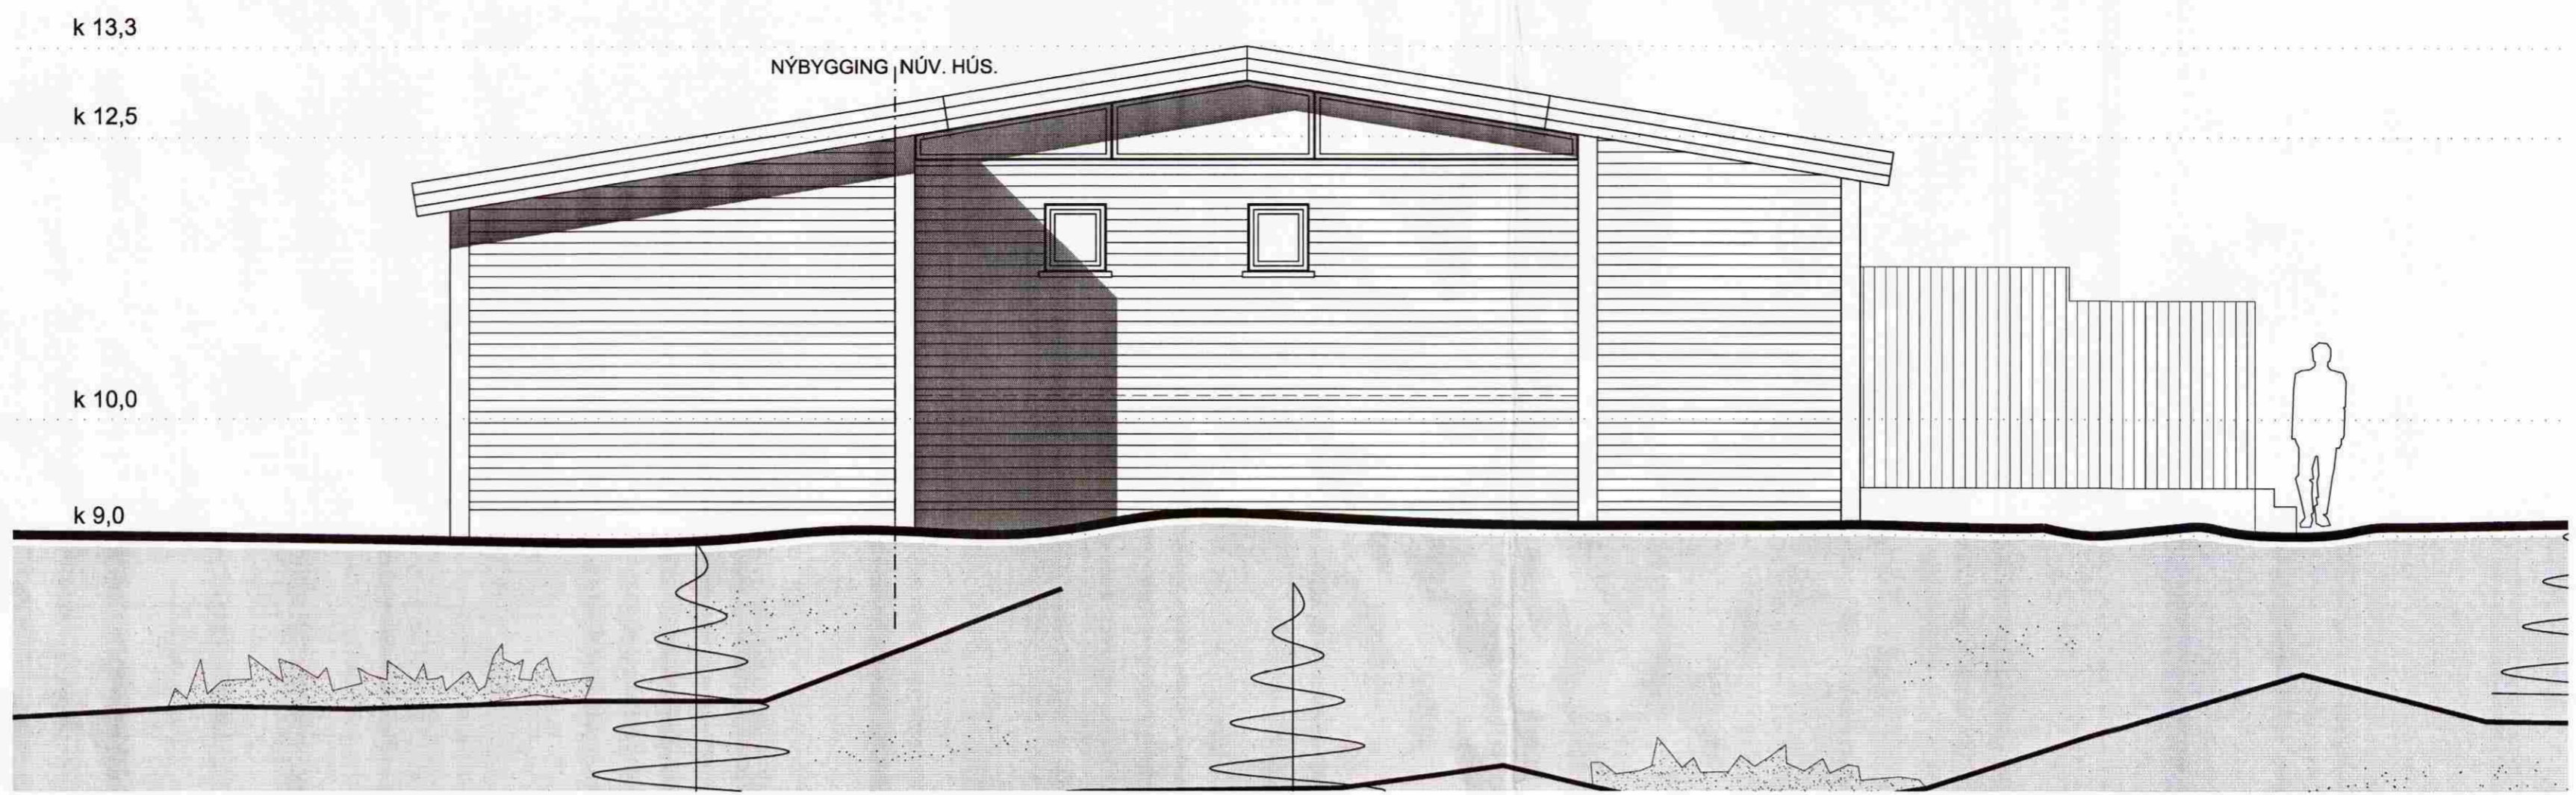 k 13,3
NÝBYGGING NÚV. HÚS.
k 12,5
k 10,0
k 9,0